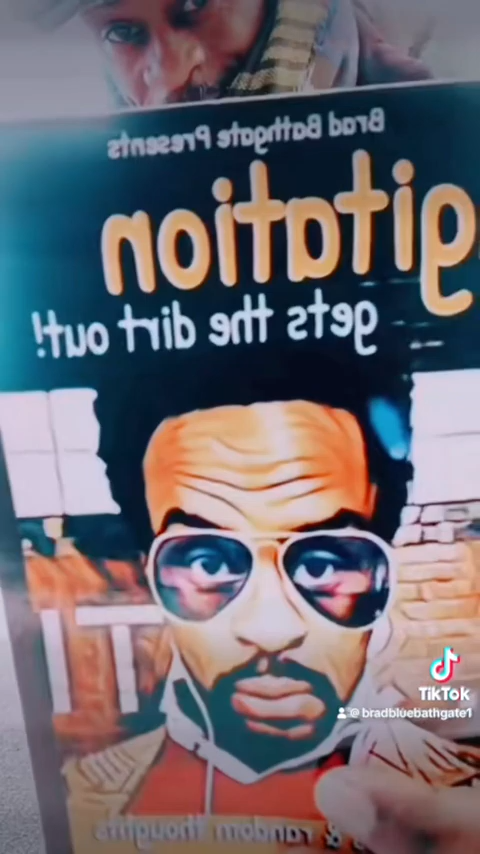 Brad Bathgate Presents
gitation
gets the dirt out!
& random thoughts
TikTok
@bradbluebathgate1